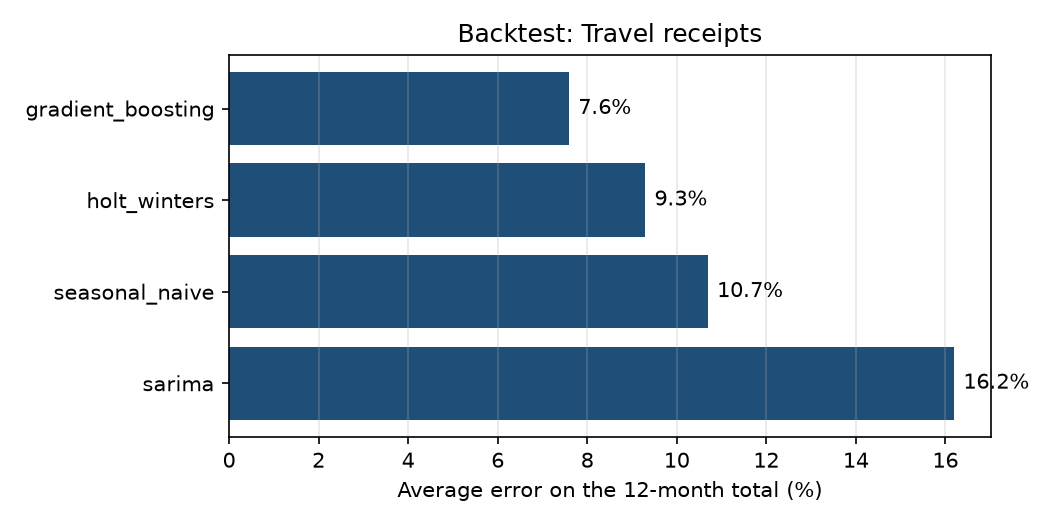 Backtest: Travel receipts
gradient_boosting 7.6%
holt_winters 9.3%
seasonal_naive 10.7%
sarima 16.2%
0 2 4 6 8 10 12 14 16
Average error on the 12-month total (%)